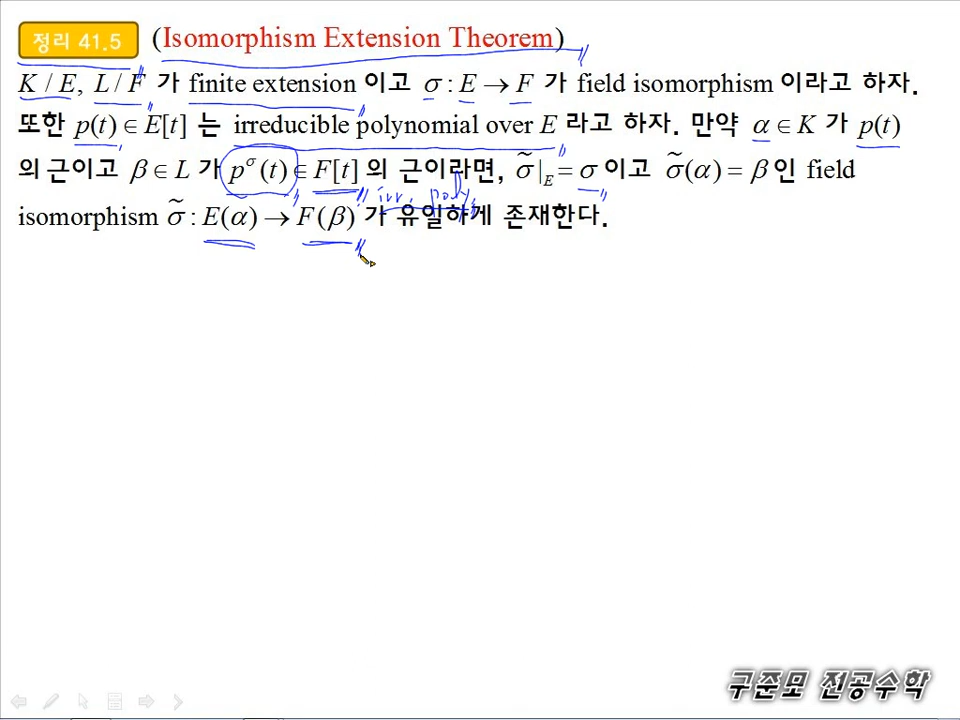 정리 41.5 (Isomorphism Extension Theorem)
K / E, L / F 가 finite extension 이고 σ : E → F 가 field isomorphism 이라고 하자.
또한 p(t) ∈ E[t] 는 irreducible polynomial over E 라고 하자. 만약 α ∈ K 가 p(t)
의 근이고 β ∈ L 가 p^σ(t) ∈ F[t] 의 근이라면, σ̃|_E = σ 이고 σ̃(α) = β 인 field
irr. poly
isomorphism σ̃ : E(α) → F(β) 가 유일하게 존재한다.
구준모 전공수학